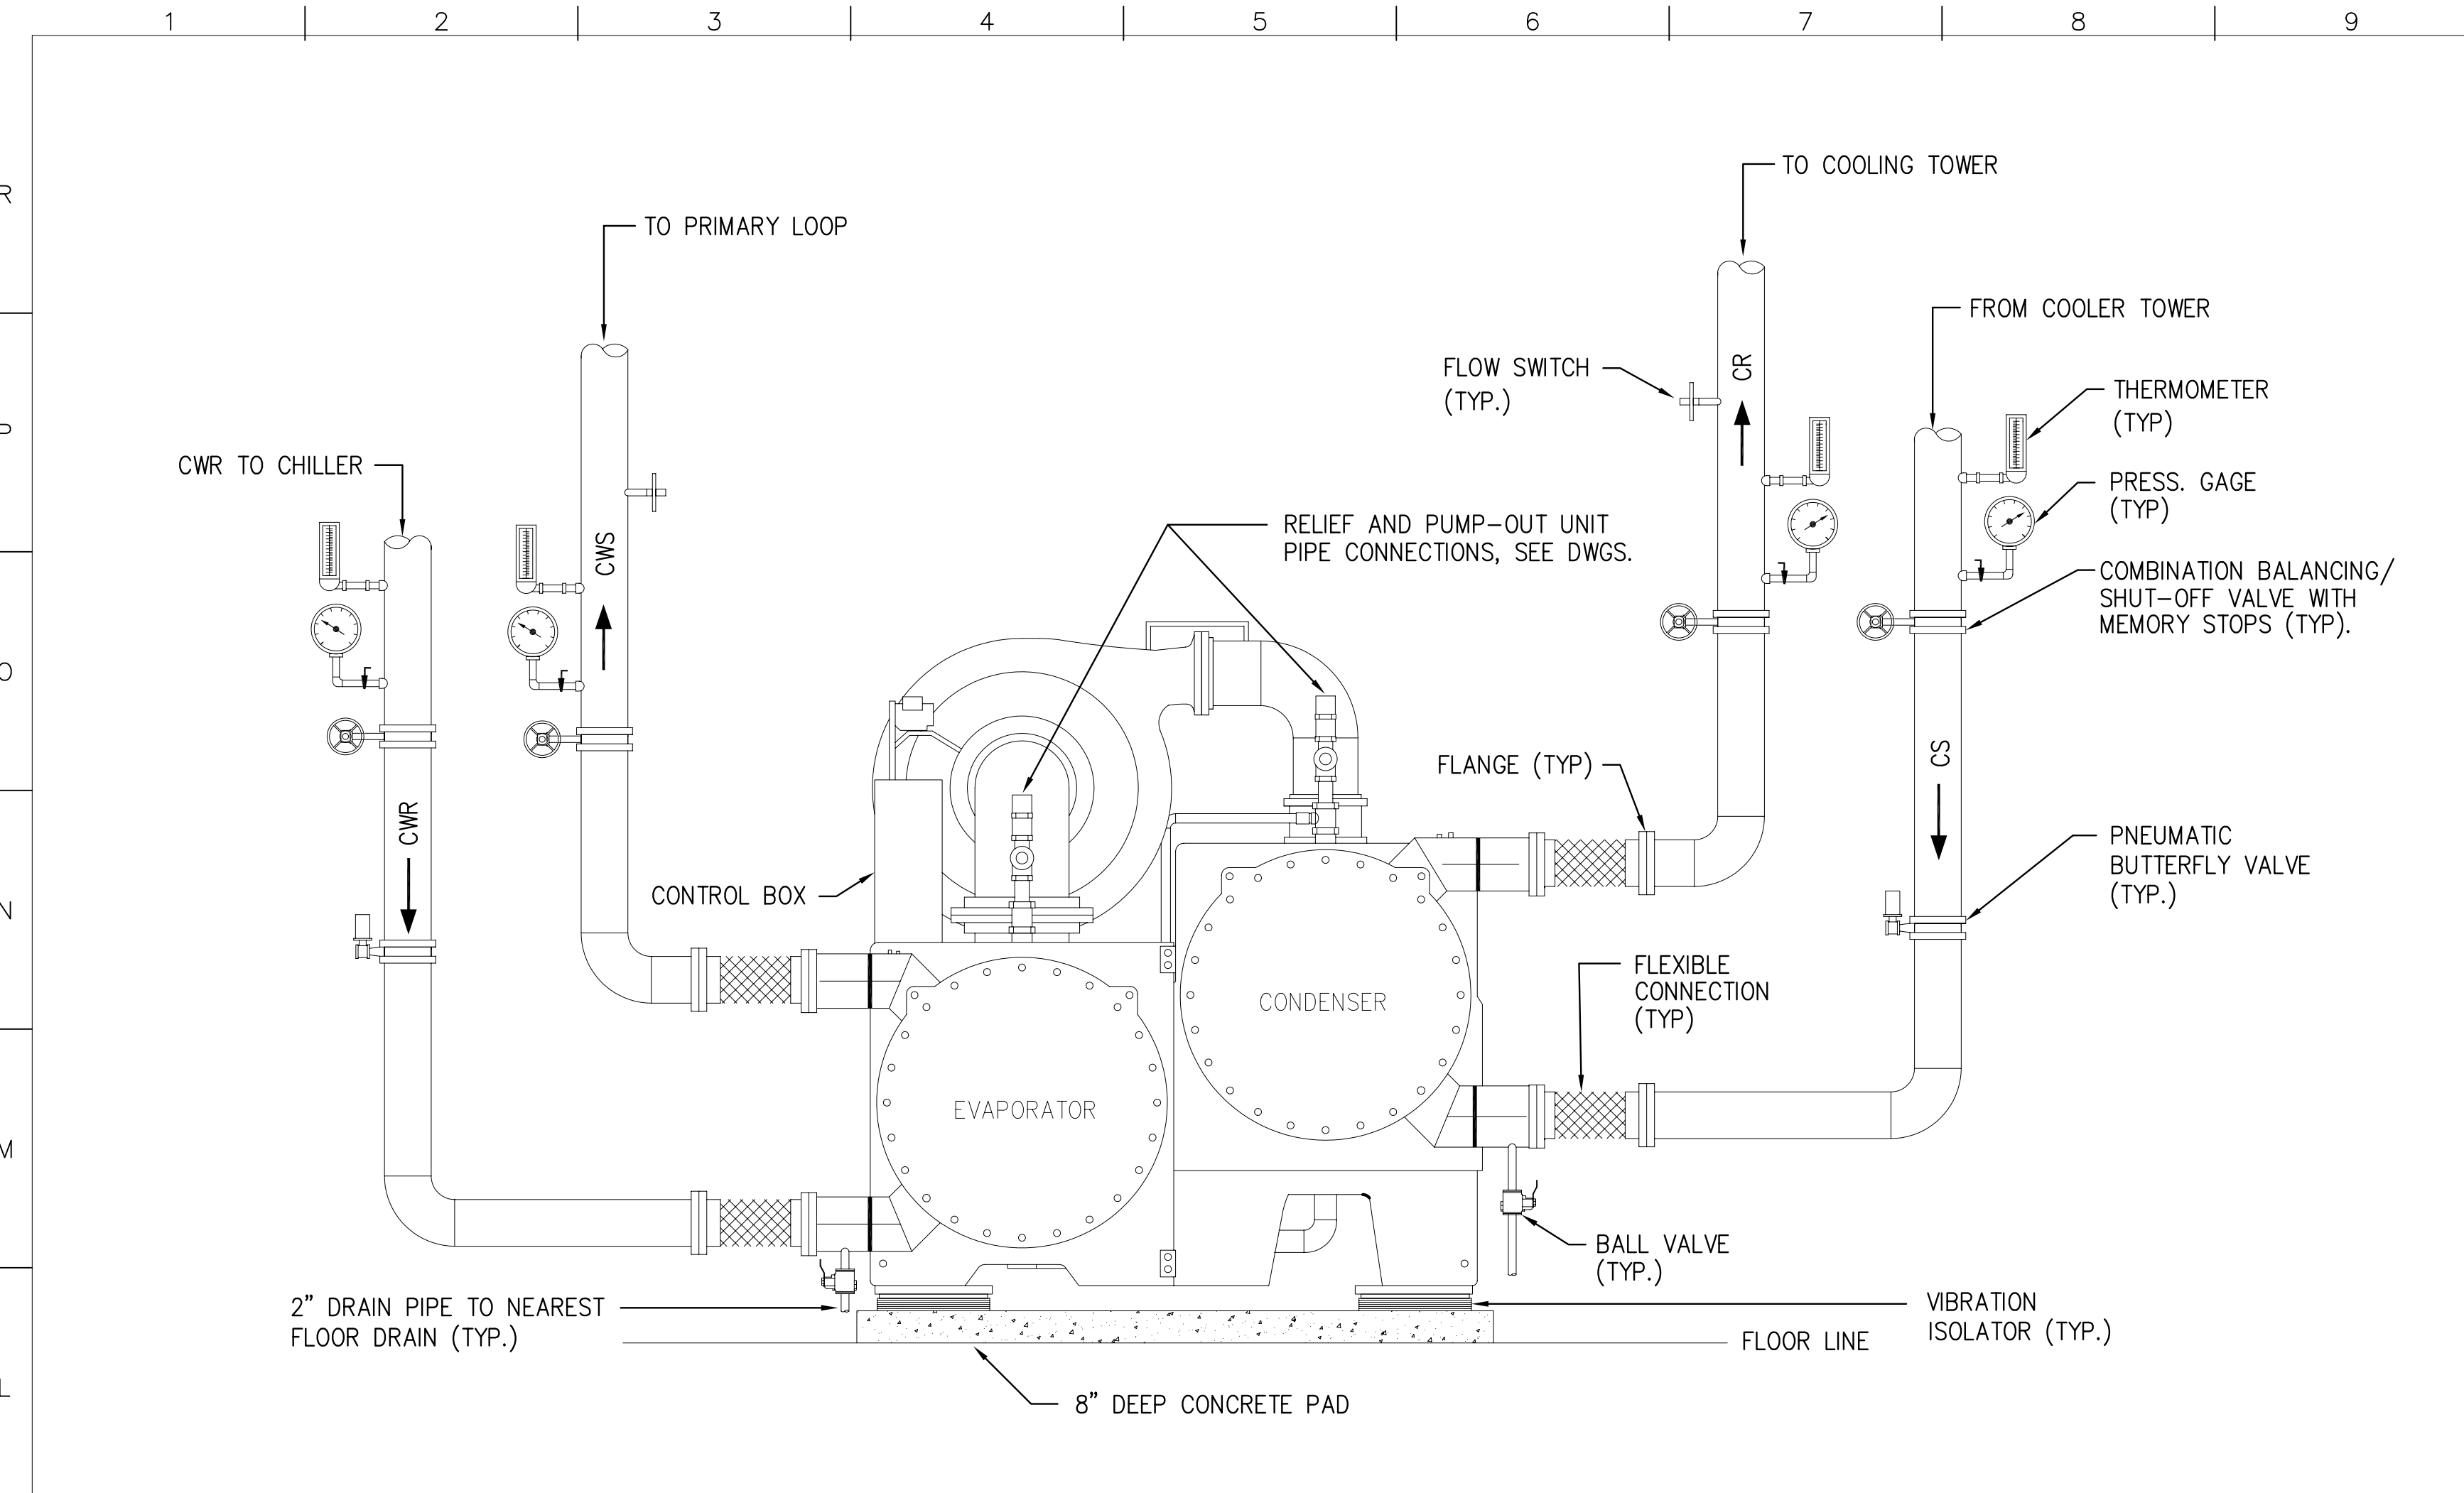 1 2 3 4 5 6 7 8 9
R
P
O
N
M
L
TO COOLING TOWER
TO PRIMARY LOOP
FROM COOLER TOWER
FLOW SWITCH
(TYP.)
CR
THERMOMETER
(TYP)
CWR TO CHILLER
PRESS. GAGE
(TYP)
CWS
RELIEF AND PUMP-OUT UNIT
PIPE CONNECTIONS, SEE DWGS.
COMBINATION BALANCING/
SHUT-OFF VALVE WITH
MEMORY STOPS (TYP).
FLANGE (TYP)
CS
CWR
PNEUMATIC
BUTTERFLY VALVE
(TYP.)
CONTROL BOX
FLEXIBLE
CONNECTION
(TYP)
CONDENSER
EVAPORATOR
BALL VALVE
(TYP.)
2" DRAIN PIPE TO NEAREST
FLOOR DRAIN (TYP.)
VIBRATION
ISOLATOR (TYP.)
FLOOR LINE
8" DEEP CONCRETE PAD